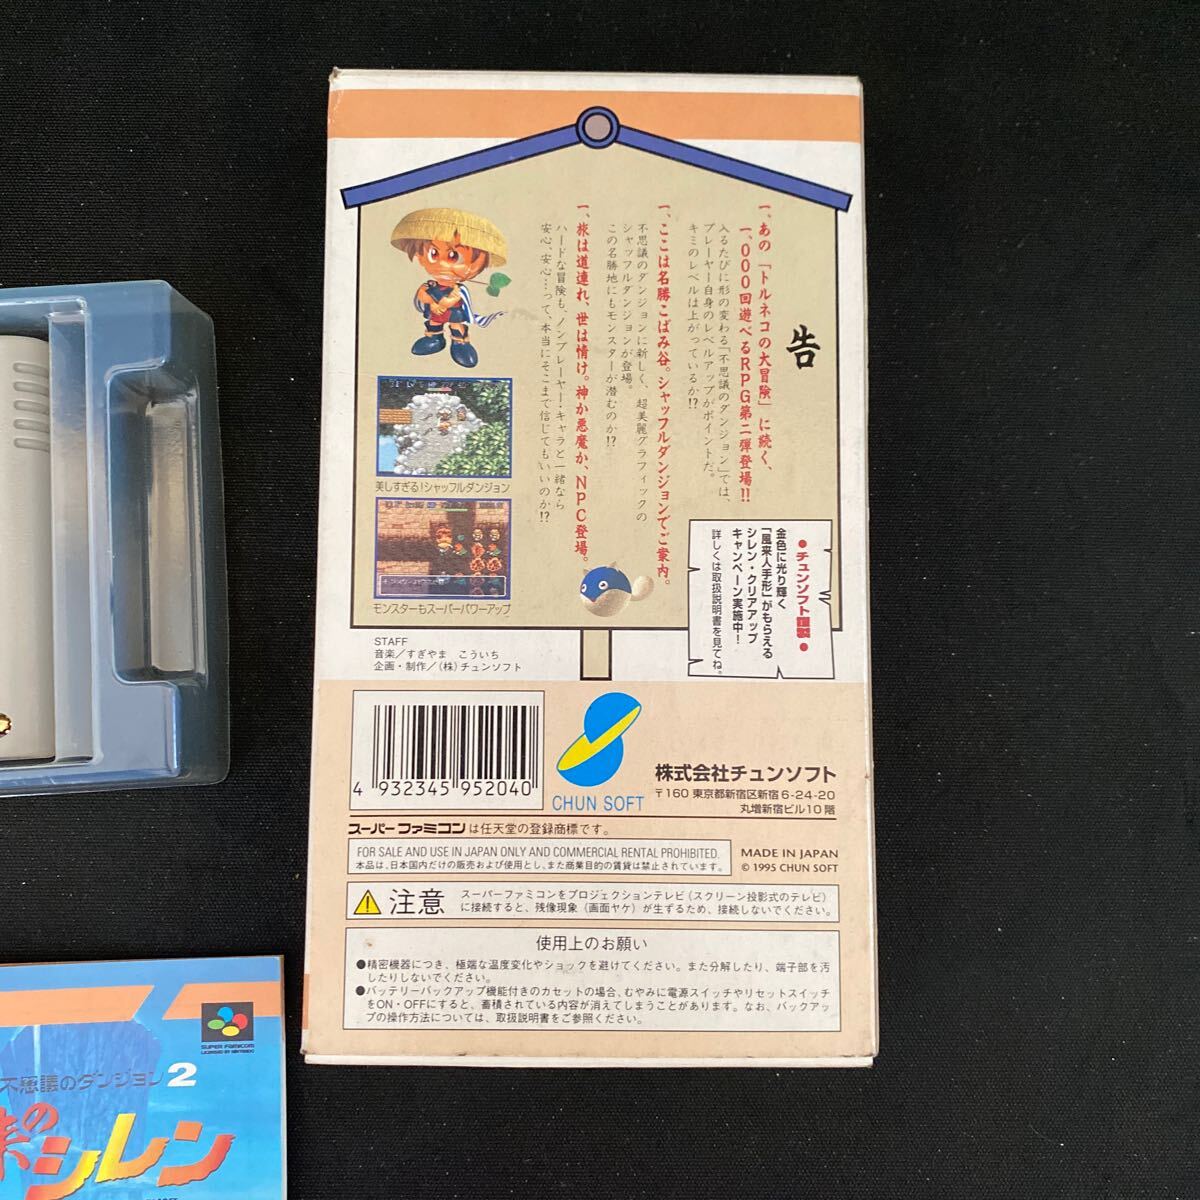 告
一、あの「トルネコの大冒険」に続く、
一、000回遊べるRPG第二弾登場!!
入るたびに形の変わる「不思議のダンジョン」では、
プレーヤー自身のレベルアップがポイントだ。
キミのレベルは上がっているか!?
一、ここは名勝こばみ谷。シャッフルダンジョンでご案内。
不思議のダンジョンに新しく、超美麗グラフィックの
シャッフルダンジョンが登場。
この名勝地にもモンスターが潜むのか!?
一、旅は道連れ、世は情け。神か悪魔か、NPC登場。
ハードな冒険も、ノンプレーヤー・キャラと一緒なら
安心、安心…って、本当にそこまで信じてもいいのか!?
美しすぎる!シャッフルダンジョン
モンスターもスーパーパワーアップ
●チュンソフト謹製●
金色に光り輝く
「風来人手形」がもらえる
シレン・クリアアップ
キャンペーン実施中!
詳しくは取扱説明書を見てね。
STAFF
音楽/すぎやま こういち
企画・制作/(株)チュンソフト
4 932345 952040
CHUN SOFT
株式会社チュンソフト
〒160 東京都新宿区新宿6-24-20
丸増新宿ビル10階
スーパーファミコンは任天堂の登録商標です。
FOR SALE AND USE IN JAPAN ONLY AND COMMERCIAL RENTAL PROHIBITED.
本品は、日本国内だけの販売および使用とし、また商業目的の賃貸は禁止されています。
MADE IN JAPAN
© 1995 CHUN SOFT
注意
スーパーファミコンをプロジェクションテレビ(スクリーン投影式のテレビ)
に接続すると、残像現象(画面ヤケ)が生ずるため、接続しないでください。
使用上のお願い
●精密機器につき、極端な温度変化やショックを避けてください。また分解したり、端子部を汚
したりしないでください。
●バッテリーバックアップ機能付きのカセットの場合、むやみに電源スイッチやリセットスイッチ
をON・OFFにすると、蓄積されている内容が消えてしまうことがあります。なお、バックアッ
プの操作方法については、取扱説明書をご参照ください。
SUPER FAMICOM
LICENSED BY NINTENDO
不思議のダンジョン2
来の
シレン